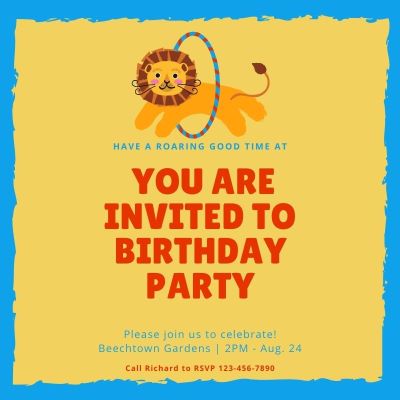 HAVE A ROARING GOOD TIME AT
YOU ARE
INVITED TO
BIRTHDAY
PARTY
Please join us to celebrate!
Beechtown Gardens | 2PM - Aug. 24
Call Richard to RSVP 123-456-7890